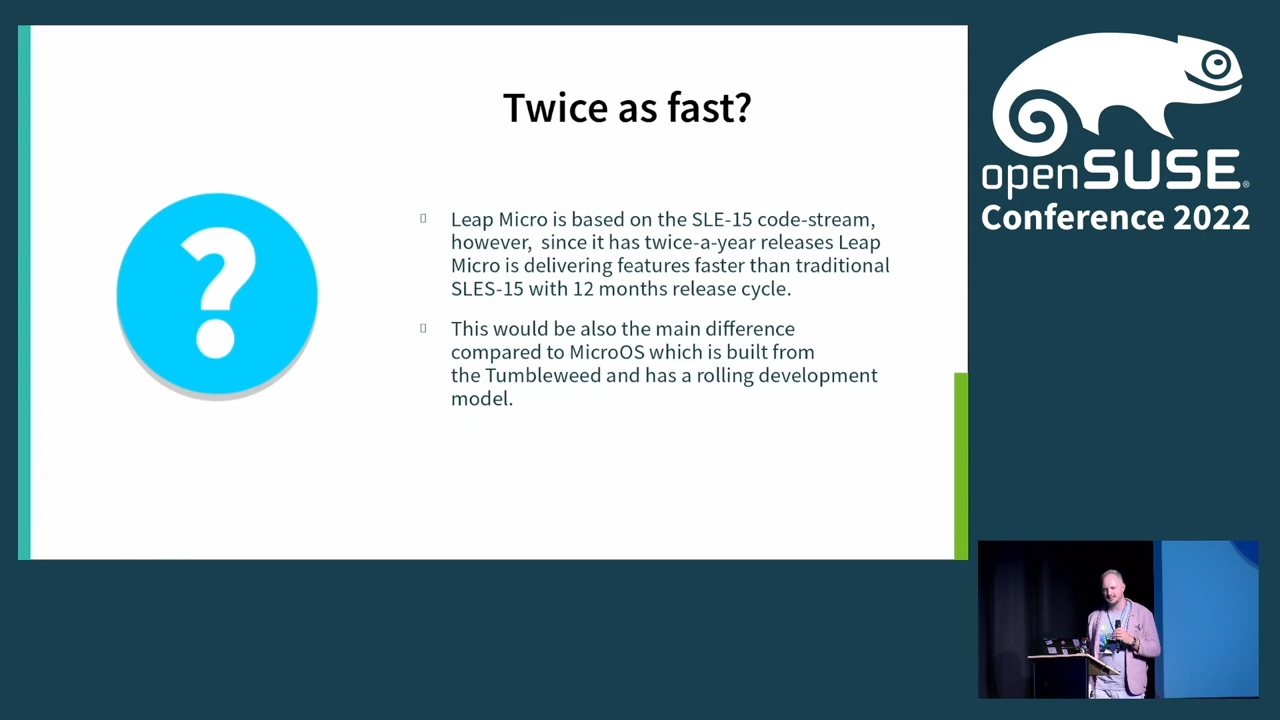 Twice as fast?
Leap Micro is based on the SLE-15 code-stream,
however, since it has twice-a-year releases Leap
Micro is delivering features faster than traditional
SLES-15 with 12 months release cycle.
This would be also the main difference
compared to MicroOS which is built from
the Tumbleweed and has a rolling development
model.
?
openSUSE®
Conference 2022